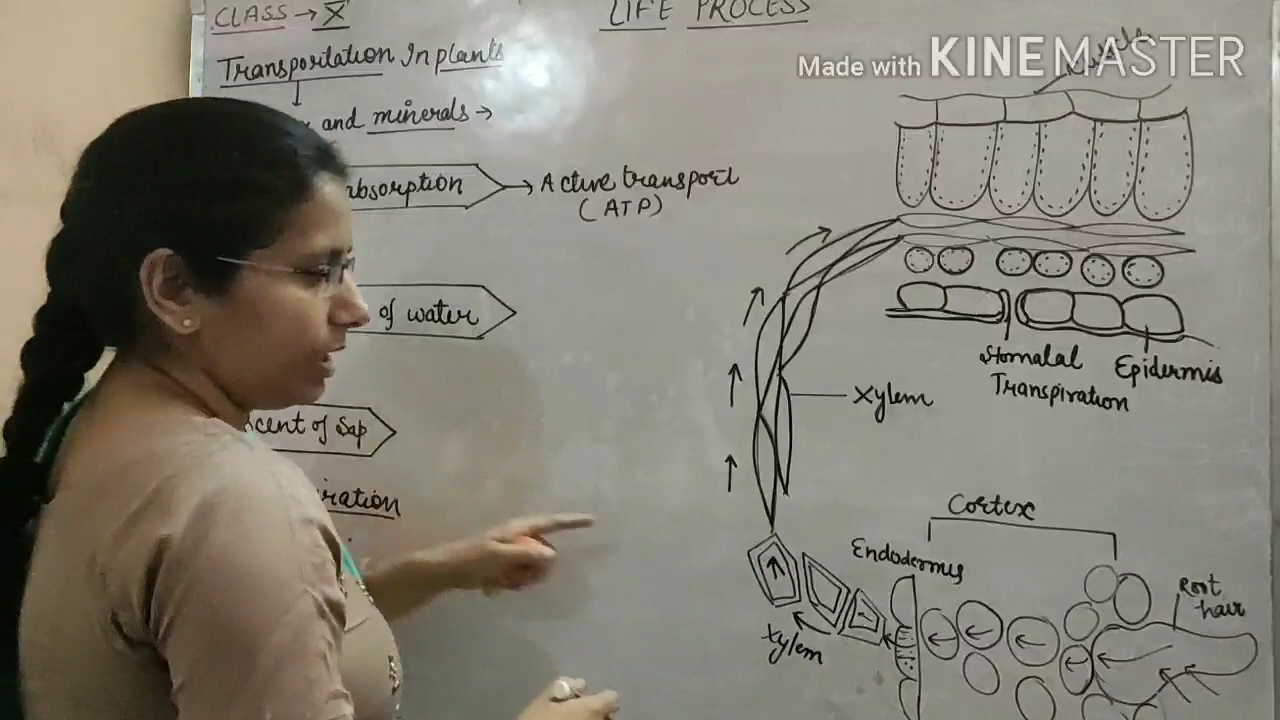 CLASS → X
LIFE PROCESS
Made with KINEMASTER
Transportation In plants
and minerals →
absorption → Active transport
(ATP)
of water
cent of Sap
iration
Stomalal
Transpiration
Epidermis
Xylem
Cortex
Endodermis
Root
hair
Xylem